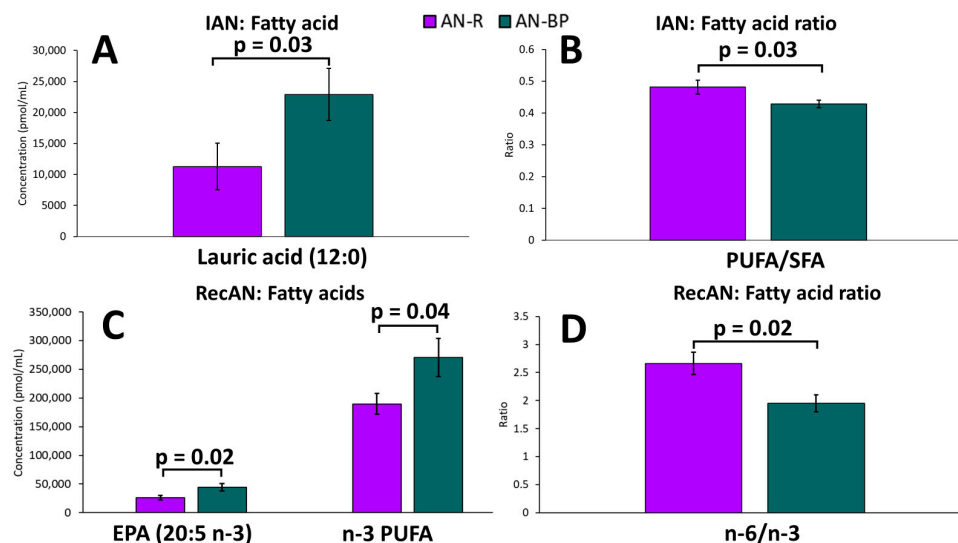 IAN: Fatty acid
AN-R AN-BP
IAN: Fatty acid ratio
A
p = 0.03
Concentration (pmol/mL)
30,000
25,000
20,000
15,000
10,000
5000
0
Lauric acid (12:0)
B
p = 0.03
Ratio
0.6
0.5
0.4
0.3
0.2
0.1
0
PUFA/SFA
RecAN: Fatty acids
C
p = 0.04
p = 0.02
Concentration (pmol/mL)
350,000
300,000
250,000
200,000
150,000
100,000
50,000
0
EPA (20:5 n-3) n-3 PUFA
RecAN: Fatty acid ratio
D
p = 0.02
Ratio
3.5
3
2.5
2
1.5
1
0.5
0
n-6/n-3